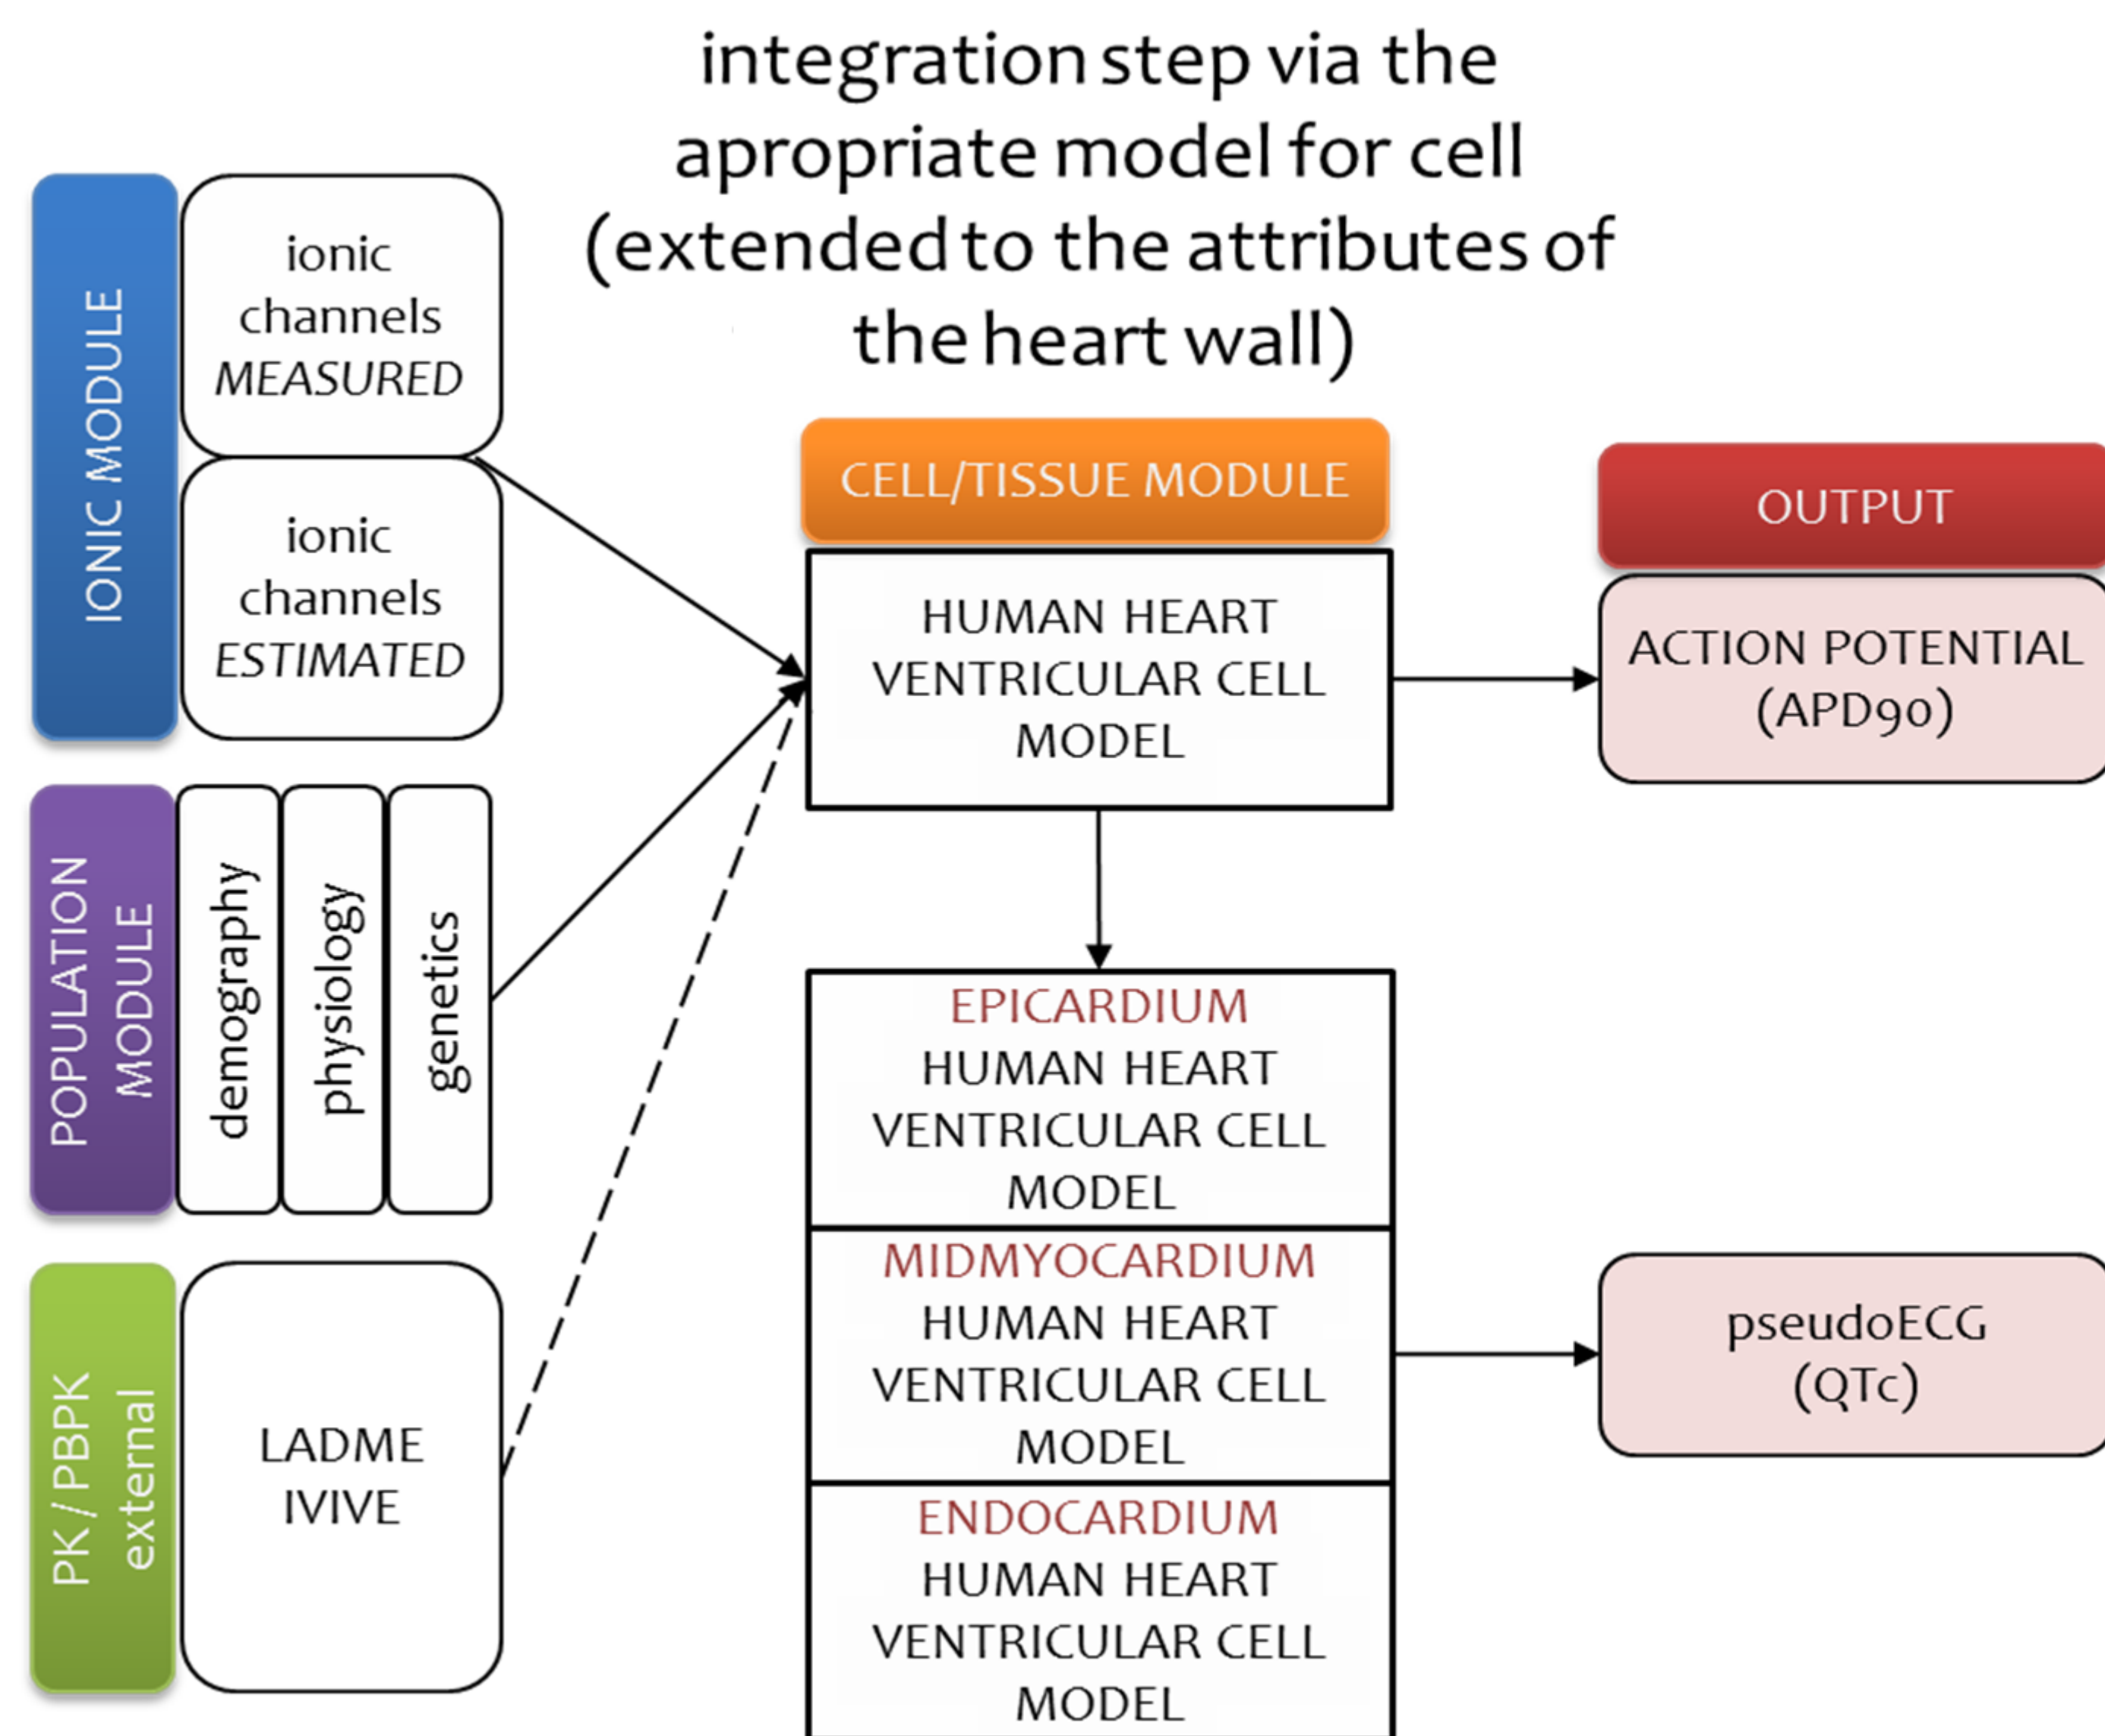 integration step via the
apropriate model for cell
(extended to the attributes of
the heart wall)
IONIC MODULE
ionic
channels
MEASURED
ionic
channels
ESTIMATED
POPULATION
MODULE
demography
physiology
genetics
PK / PBPK
external
LADME
IVIVE
CELL/TISSUE MODULE
HUMAN HEART
VENTRICULAR CELL
MODEL
EPICARDIUM
HUMAN HEART
VENTRICULAR CELL
MODEL
MIDMYOCARDIUM
HUMAN HEART
VENTRICULAR CELL
MODEL
ENDOCARDIUM
HUMAN HEART
VENTRICULAR CELL
MODEL
OUTPUT
ACTION POTENTIAL
(APD90)
pseudoECG
(QTc)